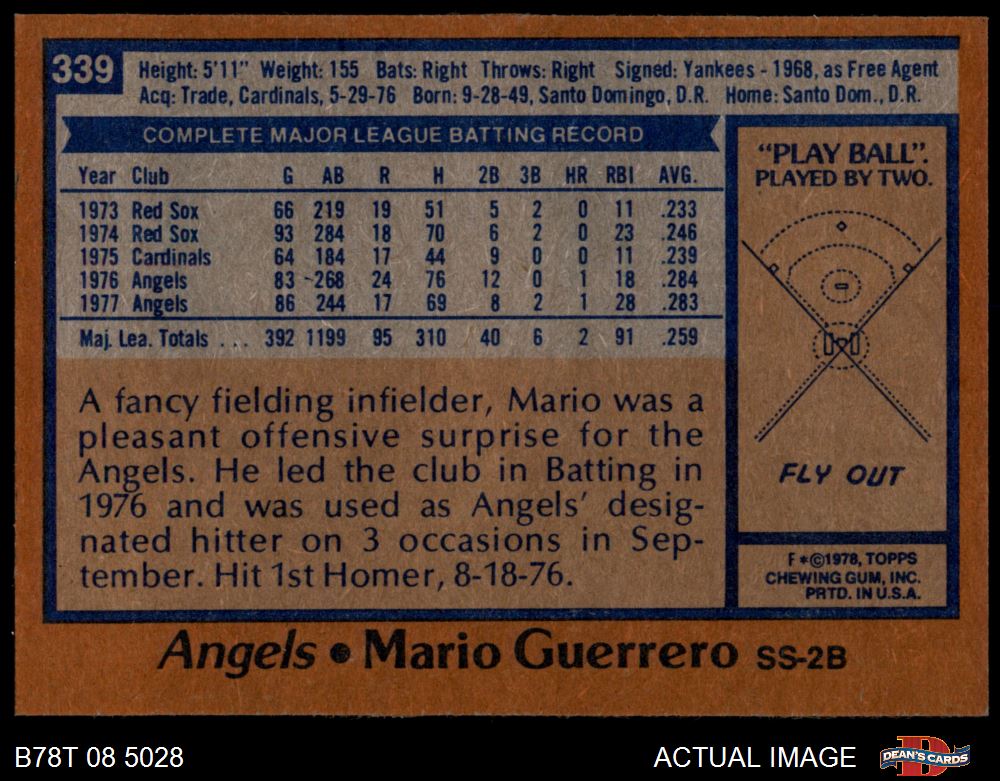 339
Height: 5'11" Weight: 155 Bats: Right Throws: Right Signed: Yankees - 1968, as Free Agent
Acq: Trade, Cardinals, 5-29-76 Born: 9-28-49, Santo Domingo, D.R. Home: Santo Dom., D.R.
COMPLETE MAJOR LEAGUE BATTING RECORD
Year Club G AB R H 2B 3B HR RBI AVG.
1973 Red Sox 66 219 19 51 5 2 0 11 .233
1974 Red Sox 93 284 18 70 6 2 0 23 .246
1975 Cardinals 64 184 17 44 9 0 0 11 .239
1976 Angels 83 268 24 76 12 0 1 18 .284
1977 Angels 86 244 17 69 8 2 1 28 .283
Maj. Lea. Totals . . . 392 1199 95 310 40 6 2 91 .259
A fancy fielding infielder, Mario was a
pleasant offensive surprise for the
Angels. He led the club in Batting in
1976 and was used as Angels' desig-
nated hitter on 3 occasions in Sep-
tember. Hit 1st Homer, 8-18-76.
"PLAY BALL".
PLAYED BY TWO.
FLY OUT
F*©1978, TOPPS
CHEWING GUM, INC.
PRTD. IN U.S.A.
Angels • Mario Guerrero SS-2B
B78T 08 5028
ACTUAL IMAGE
DEAN'S CARDS